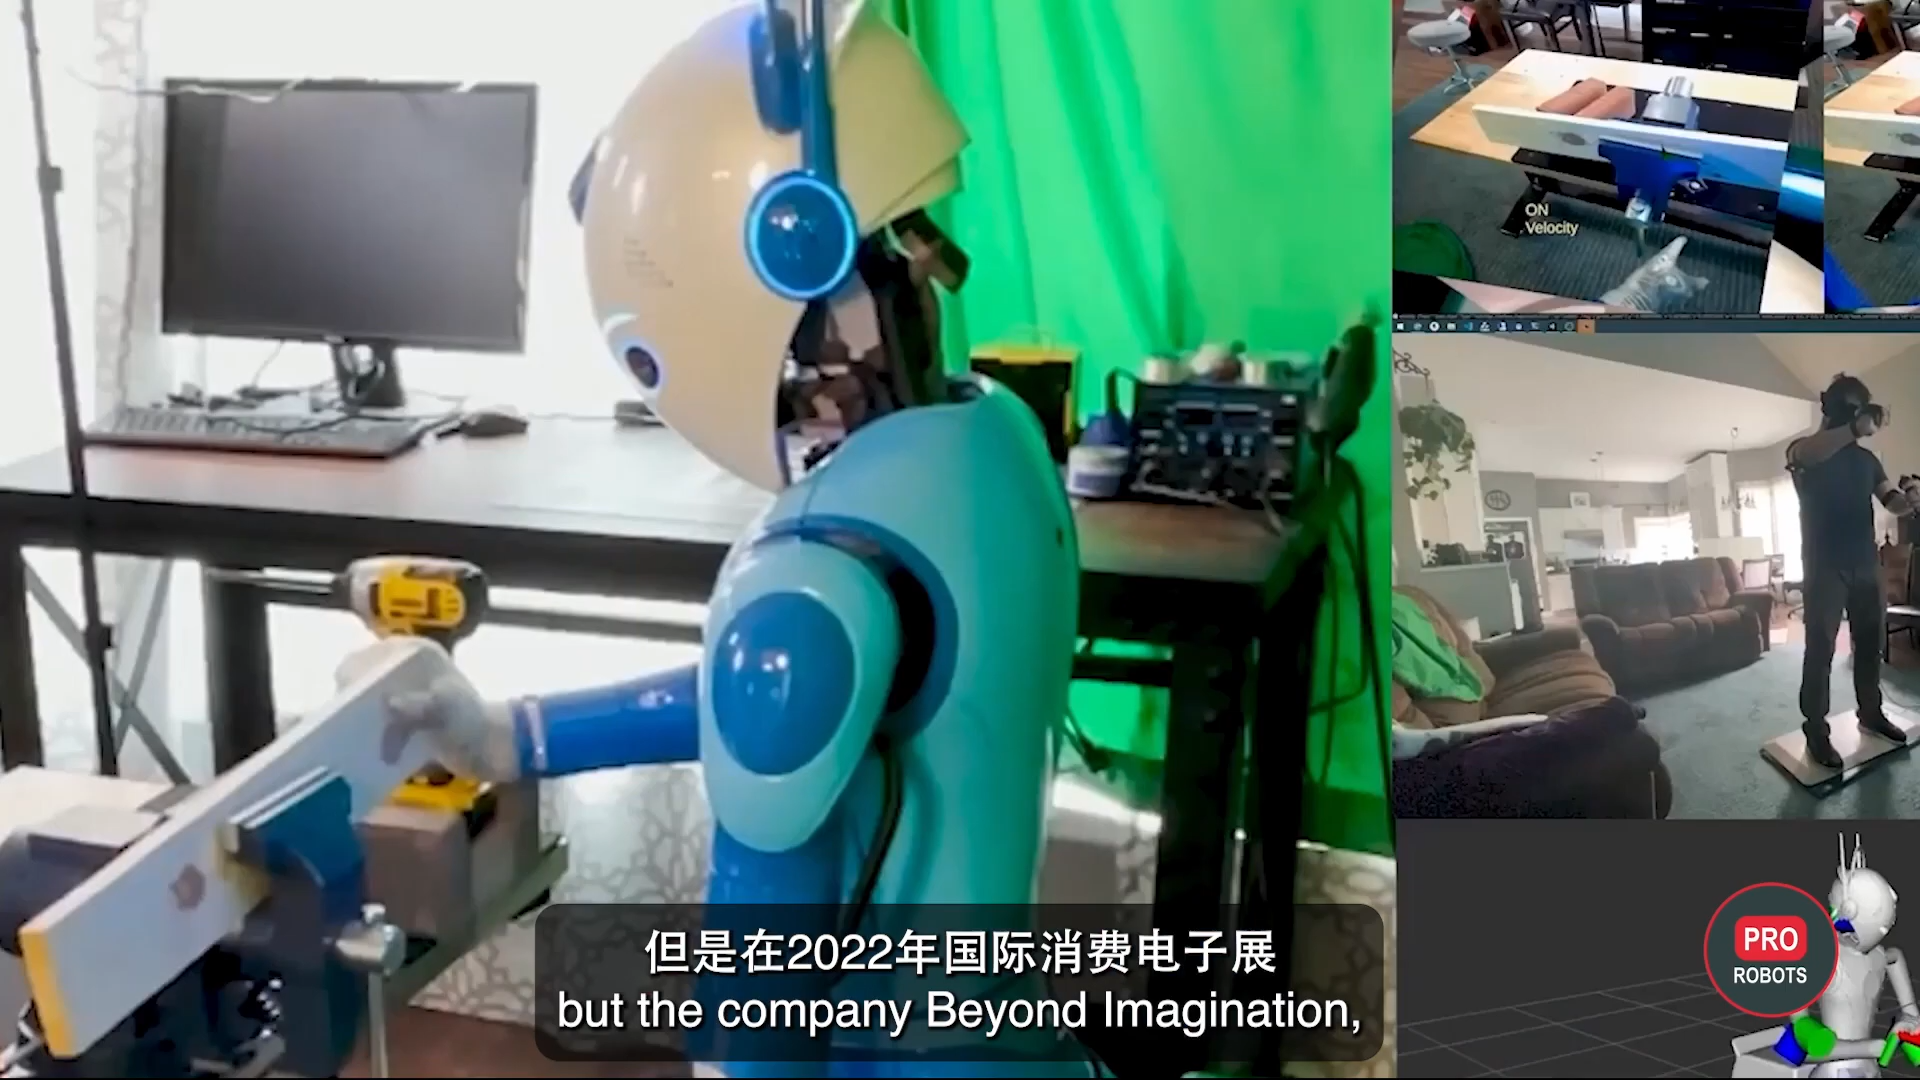 ON
Velocity
PRO
ROBOTS
但是在2022年国际消费电子展
but the company Beyond Imagination,